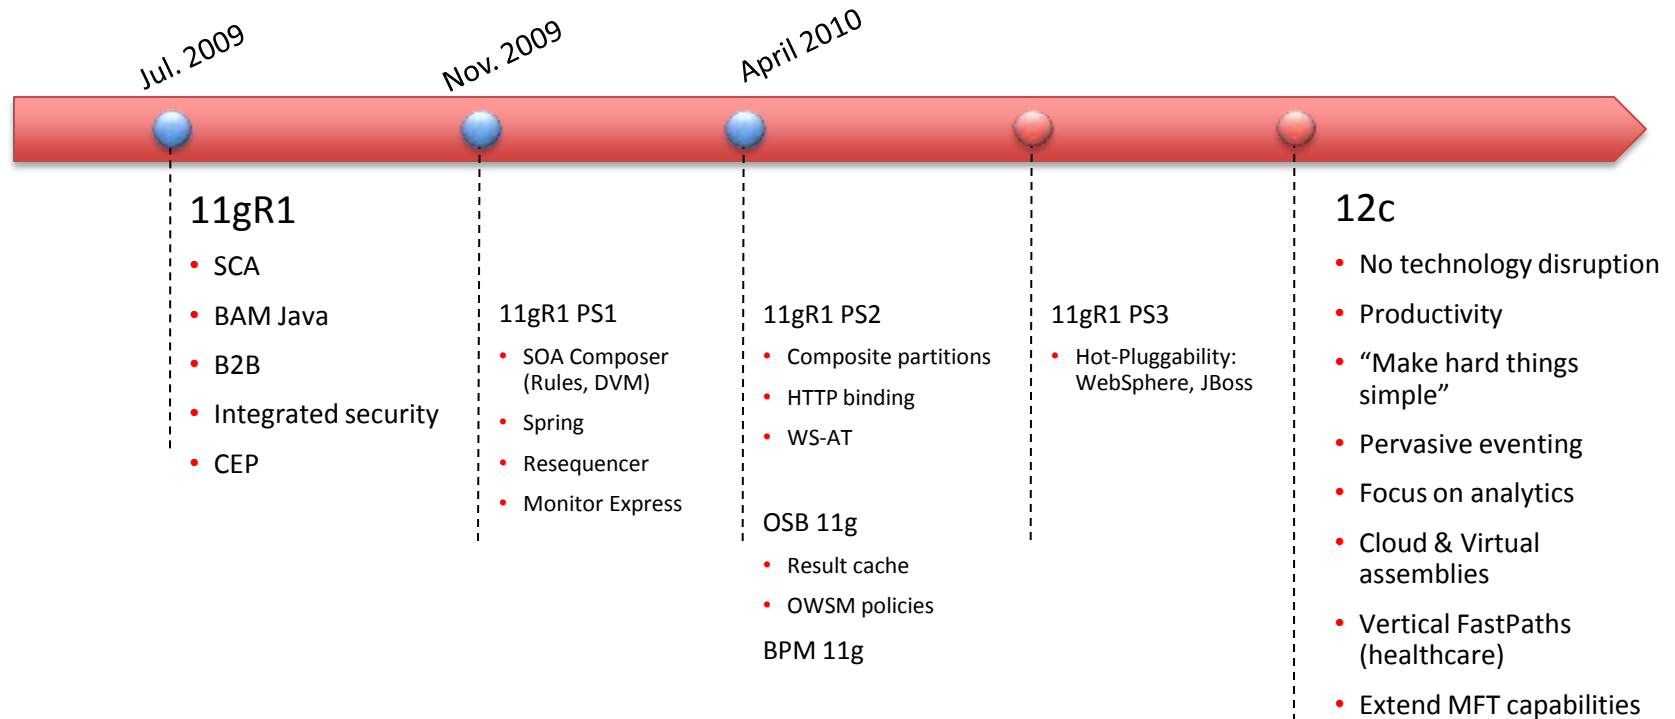 Jul. 2009
Nov. 2009
April 2010
11gR1
• SCA
• BAM Java
• B2B
• Integrated security
• CEP
11gR1 PS1
• SOA Composer
(Rules, DVM)
• Spring
• Resequencer
• Monitor Express
11gR1 PS2
• Composite partitions
• HTTP binding
• WS-AT
OSB 11g
• Result cache
• OWSM policies
BPM 11g
11gR1 PS3
• Hot-Pluggability:
WebSphere, JBoss
12c
• No technology disruption
• Productivity
• “Make hard things
simple”
• Pervasive eventing
• Focus on analytics
• Cloud & Virtual
assemblies
• Vertical FastPaths
(healthcare)
• Extend MFT capabilities